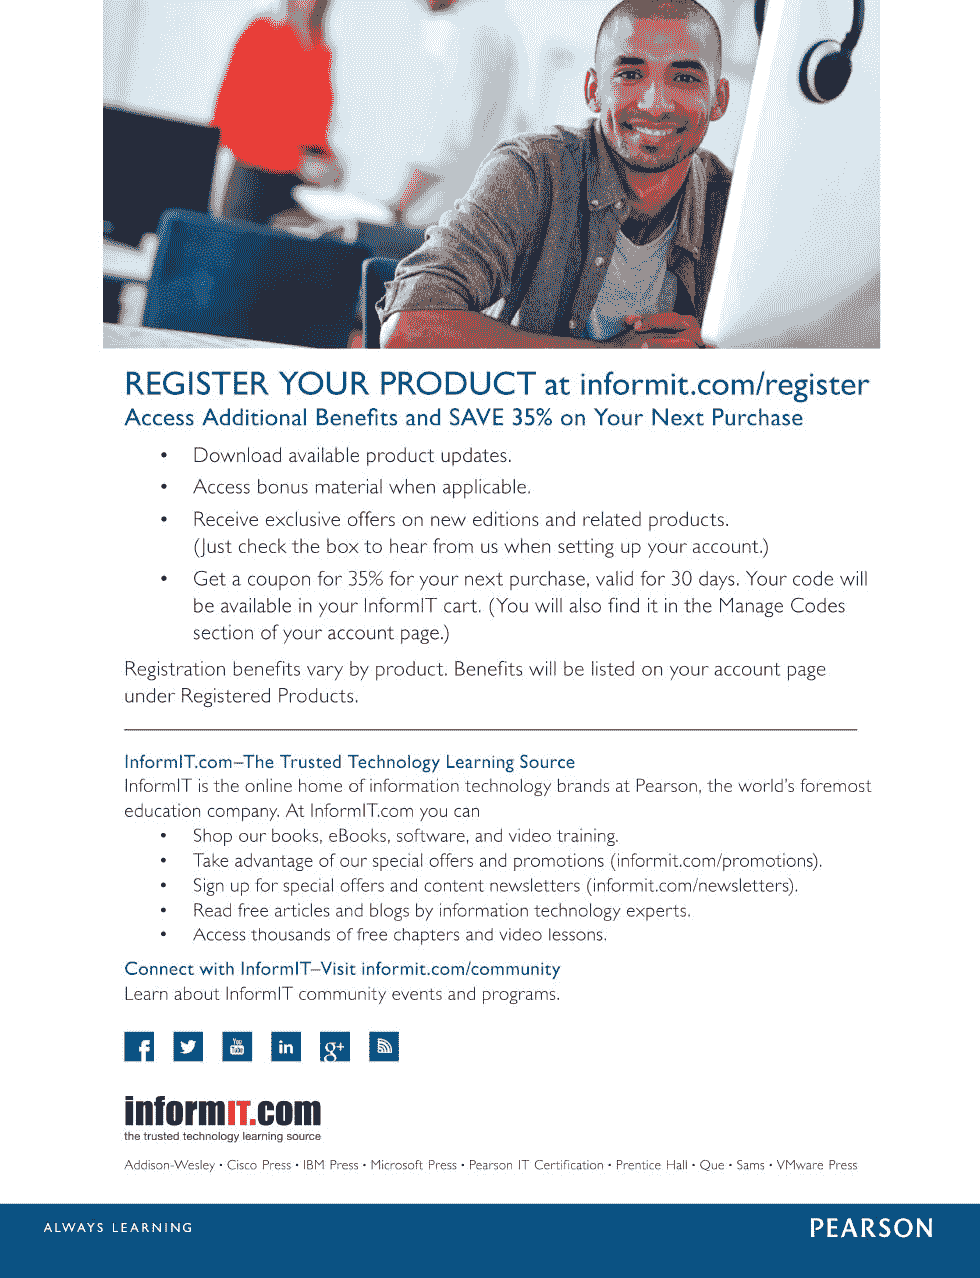 REGISTER YOUR PRODUCT at informit.com/register
Access Additional Benefits and SAVE 35% on Your Next Purchase
• Download available product updates.
• Access bonus material when applicable.
• Receive exclusive offers on new editions and related products.
(Just check the box to hear from us when setting up your account.)
• Get a coupon for 35% for your next purchase, valid for 30 days. Your code will
be available in your InformIT cart. (You will also find it in the Manage Codes
section of your account page.)
Registration benefits vary by product. Benefits will be listed on your account page
under Registered Products.
InformIT.com–The Trusted Technology Learning Source
InformIT is the online home of information technology brands at Pearson, the world's foremost
education company. At InformIT.com you can
• Shop our books, eBooks, software, and video training.
• Take advantage of our special offers and promotions (informit.com/promotions).
• Sign up for special offers and content newsletters (informit.com/newsletters).
• Read free articles and blogs by information technology experts.
• Access thousands of free chapters and video lessons.
Connect with InformIT–Visit informit.com/community
Learn about InformIT community events and programs.
f You Tube in g+
informIT.com
the trusted technology learning source
Addison-Wesley • Cisco Press • IBM Press • Microsoft Press • Pearson IT Certification • Prentice Hall • Que • Sams • VMware Press
ALWAYS LEARNING PEARSON